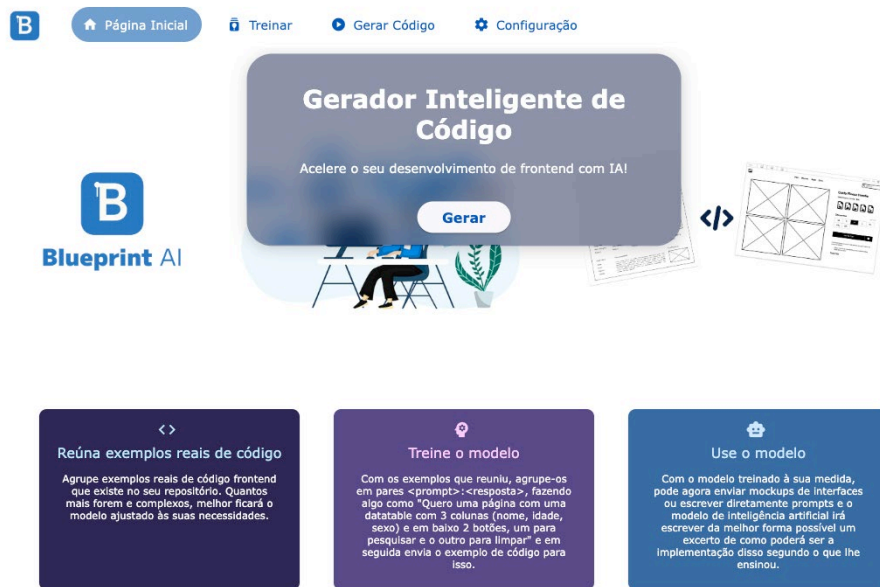 B
Página Inicial
Treinar
Gerar Código
Configuração
Gerador Inteligente de
Código
Acelere o seu desenvolvimento de frontend com IA!
Gerar
B
Blueprint AI
</>
< >
Reúna exemplos reais de código
Agrupe exemplos reais de código frontend
que existe no seu repositório. Quantos
mais forem e complexos, melhor ficará o
modelo ajustado às suas necessidades.
Treine o modelo
Com os exemplos que reuniu, agrupe-os
em pares <prompt>:<resposta>, fazendo
algo como "Quero uma página com uma
datatable com 3 colunas (nome, idade,
sexo) e em baixo 2 botões, um para
pesquisar e o outro para limpar" e em
seguida envia o exemplo de código para
isso.
Use o modelo
Com o modelo treinado à sua medida,
pode agora enviar mockups de interfaces
ou escrever diretamente prompts e o
modelo de inteligência artificial irá
escrever da melhor forma possível um
excerto de como poderá ser a
implementação disso segundo o que lhe
ensinou.